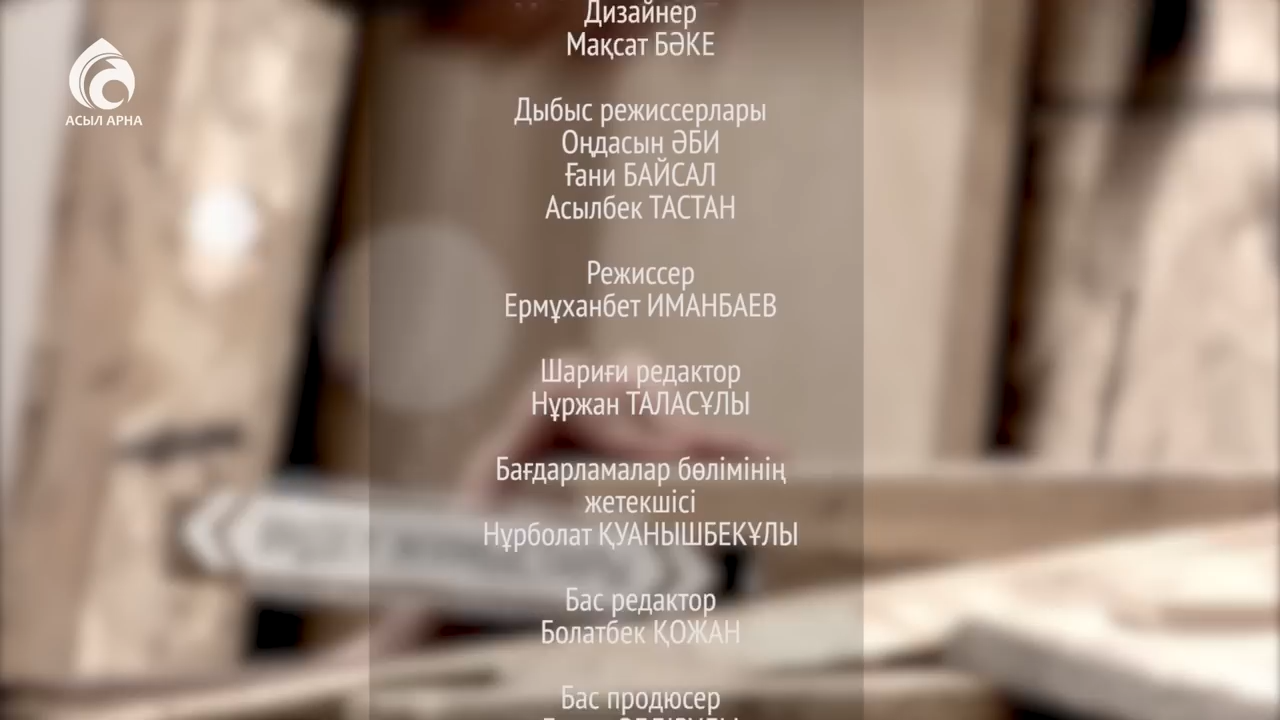 АСЫЛ АРНА
Дизайнер
Мақсат БӘКЕ
Дыбыс режиссерлары
Оңдасын ӘБИ
Ғани БАЙСАЛ
Асылбек ТАСТАН
Режиссер
Ермұханбет ИМАНБАЕВ
Шариғи редактор
Нұржан ТАЛАСҰЛЫ
Бағдарламалар бөлімінің
жетекшісі
Нұрболат ҚУАНЫШБЕКҰЛЫ
Бас редактор
Болатбек ҚОЖАН
Бас продюсер